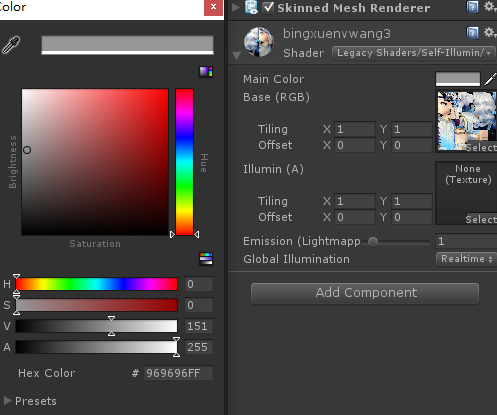 Color
x
Brightness
Hue
Saturation
H 0
S 0
V 151
A 255
Hex Color # 969696FF
Presets
Skinned Mesh Renderer
bingxuenvwang3
Shader Legacy Shaders/Self-Illumin/
Main Color
Base (RGB)
Tiling X 1 Y 1
Offset X 0 Y 0
Select
Illumin (A)
None
(Texture)
Tiling X 1 Y 1
Offset X 0 Y 0
Select
Emission (Lightmapp 1
Global Illumination Realtime
Add Component